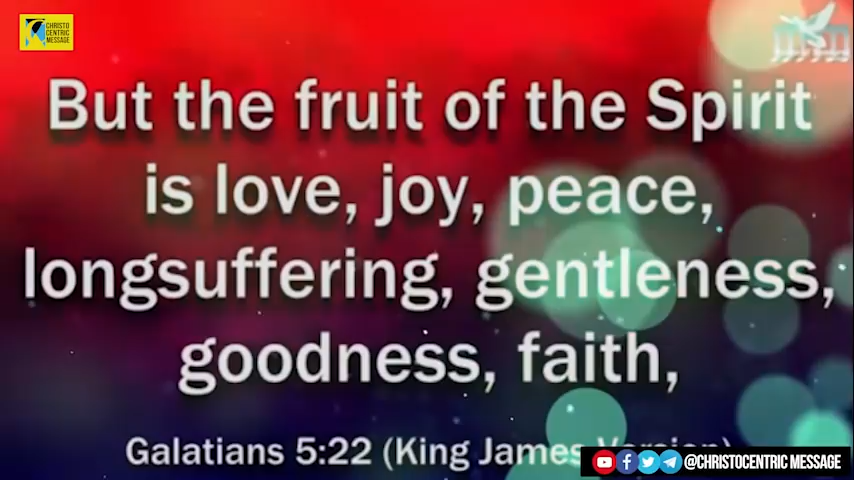 CHRISTO
CENTRIC
MESSAGE
But the fruit of the Spirit
is love, joy, peace,
longsuffering, gentleness,
goodness, faith,
Galatians 5:22 (King James Version)
@CHRISTOCENTRIC MESSAGE